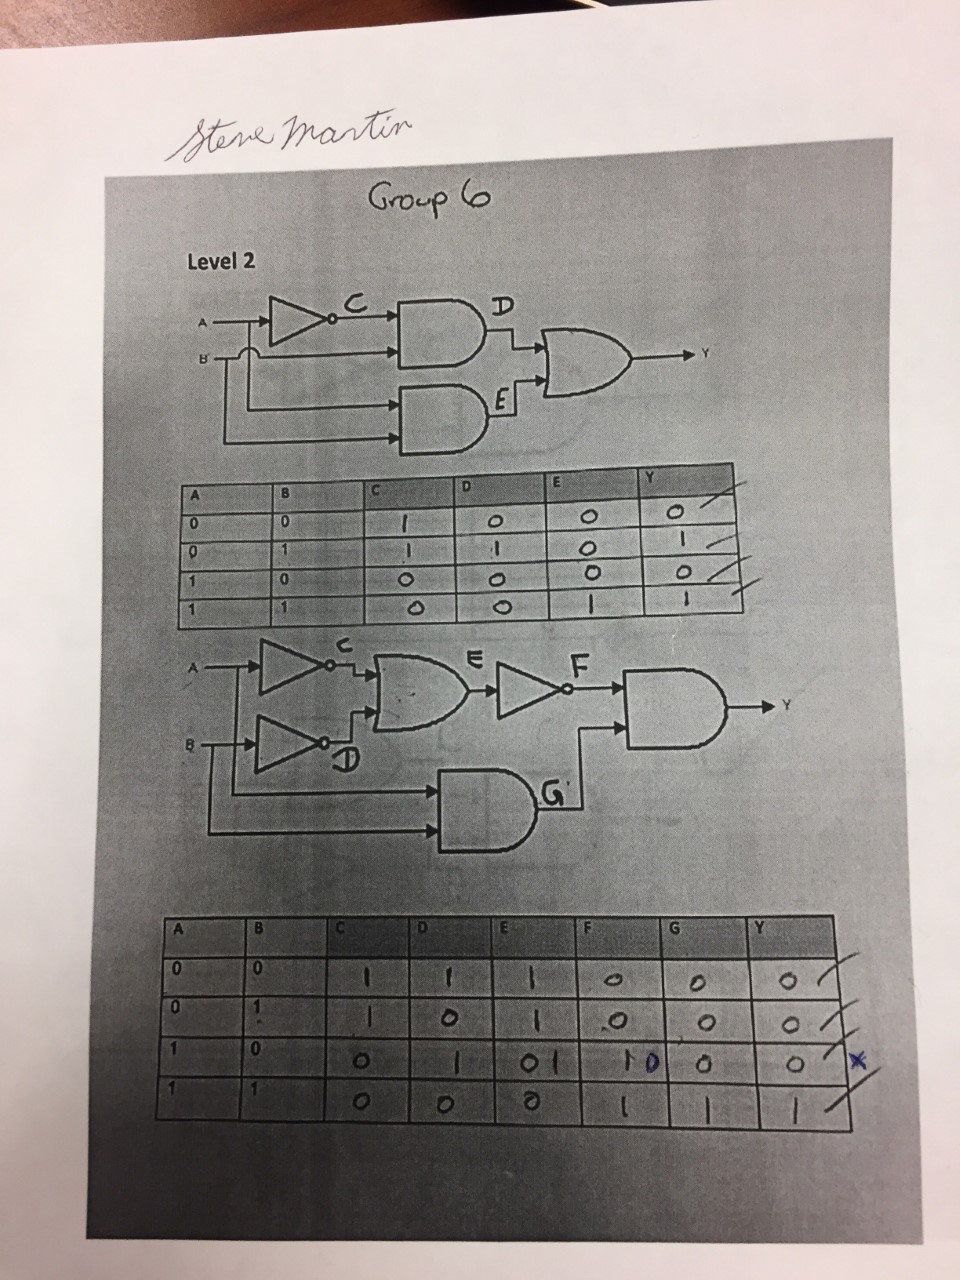 Steve Martin
Group 6
Level 2
C
D
A
B
Y
E
A B C D E Y
0 0 1 0 0 0
0 1 1 1 0 1
1 0 0 0 0 0
1 1 0 0 1 1
C
E
F
A
Y
B
D
G
A B C D E F G Y
0 0 1 1 1 0 0 0
0 1 1 0 1 0 0 0
1 0 0 1 0 1 1 0 0 0 x
1 1 0 0 0 1 1 1